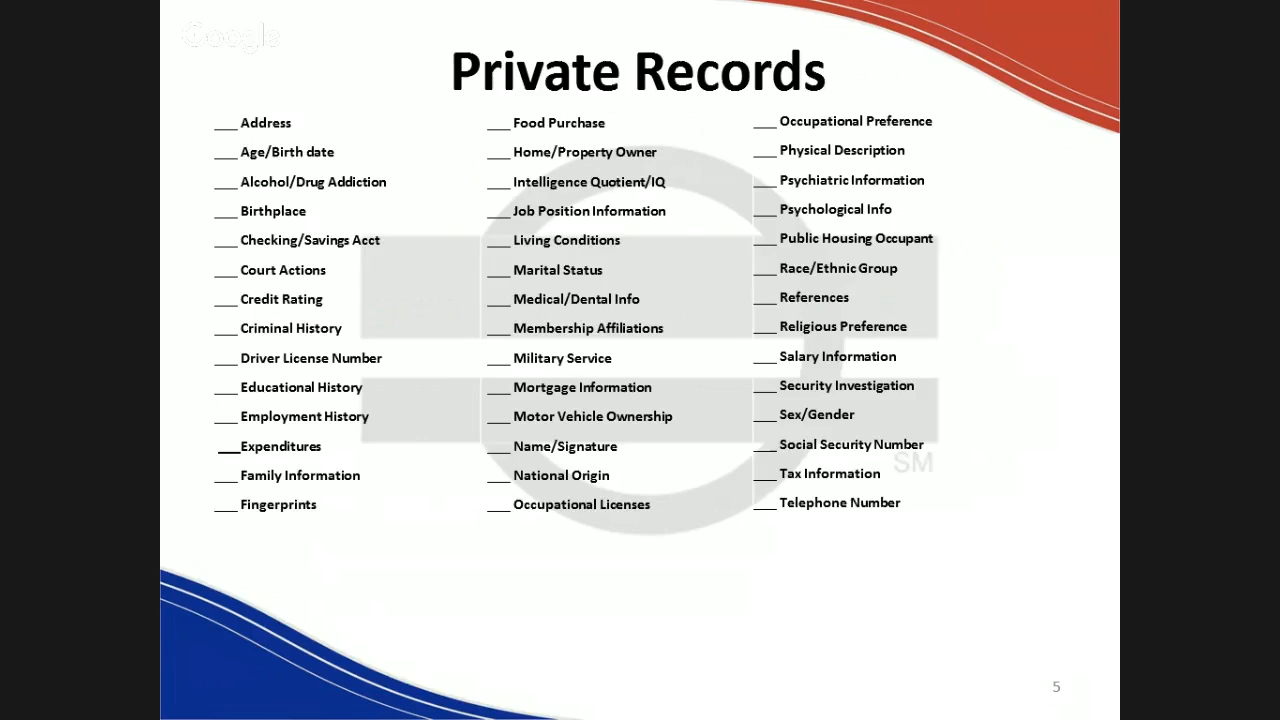 Google
Private Records
___ Address
___ Age/Birth date
___ Alcohol/Drug Addiction
___ Birthplace
___ Checking/Savings Acct
___ Court Actions
___ Credit Rating
___ Criminal History
___ Driver License Number
___ Educational History
___ Employment History
___Expenditures
___ Family Information
___ Fingerprints
___ Food Purchase
___ Home/Property Owner
___ Intelligence Quotient/IQ
___ Job Position Information
___ Living Conditions
___ Marital Status
___ Medical/Dental Info
___ Membership Affiliations
___ Military Service
___ Mortgage Information
___ Motor Vehicle Ownership
___ Name/Signature
___ National Origin
___ Occupational Licenses
___ Occupational Preference
___ Physical Description
___ Psychiatric Information
___ Psychological Info
___ Public Housing Occupant
___ Race/Ethnic Group
___ References
___ Religious Preference
___ Salary Information
___ Security Investigation
___ Sex/Gender
___ Social Security Number
___ Tax Information
___ Telephone Number
SM
5